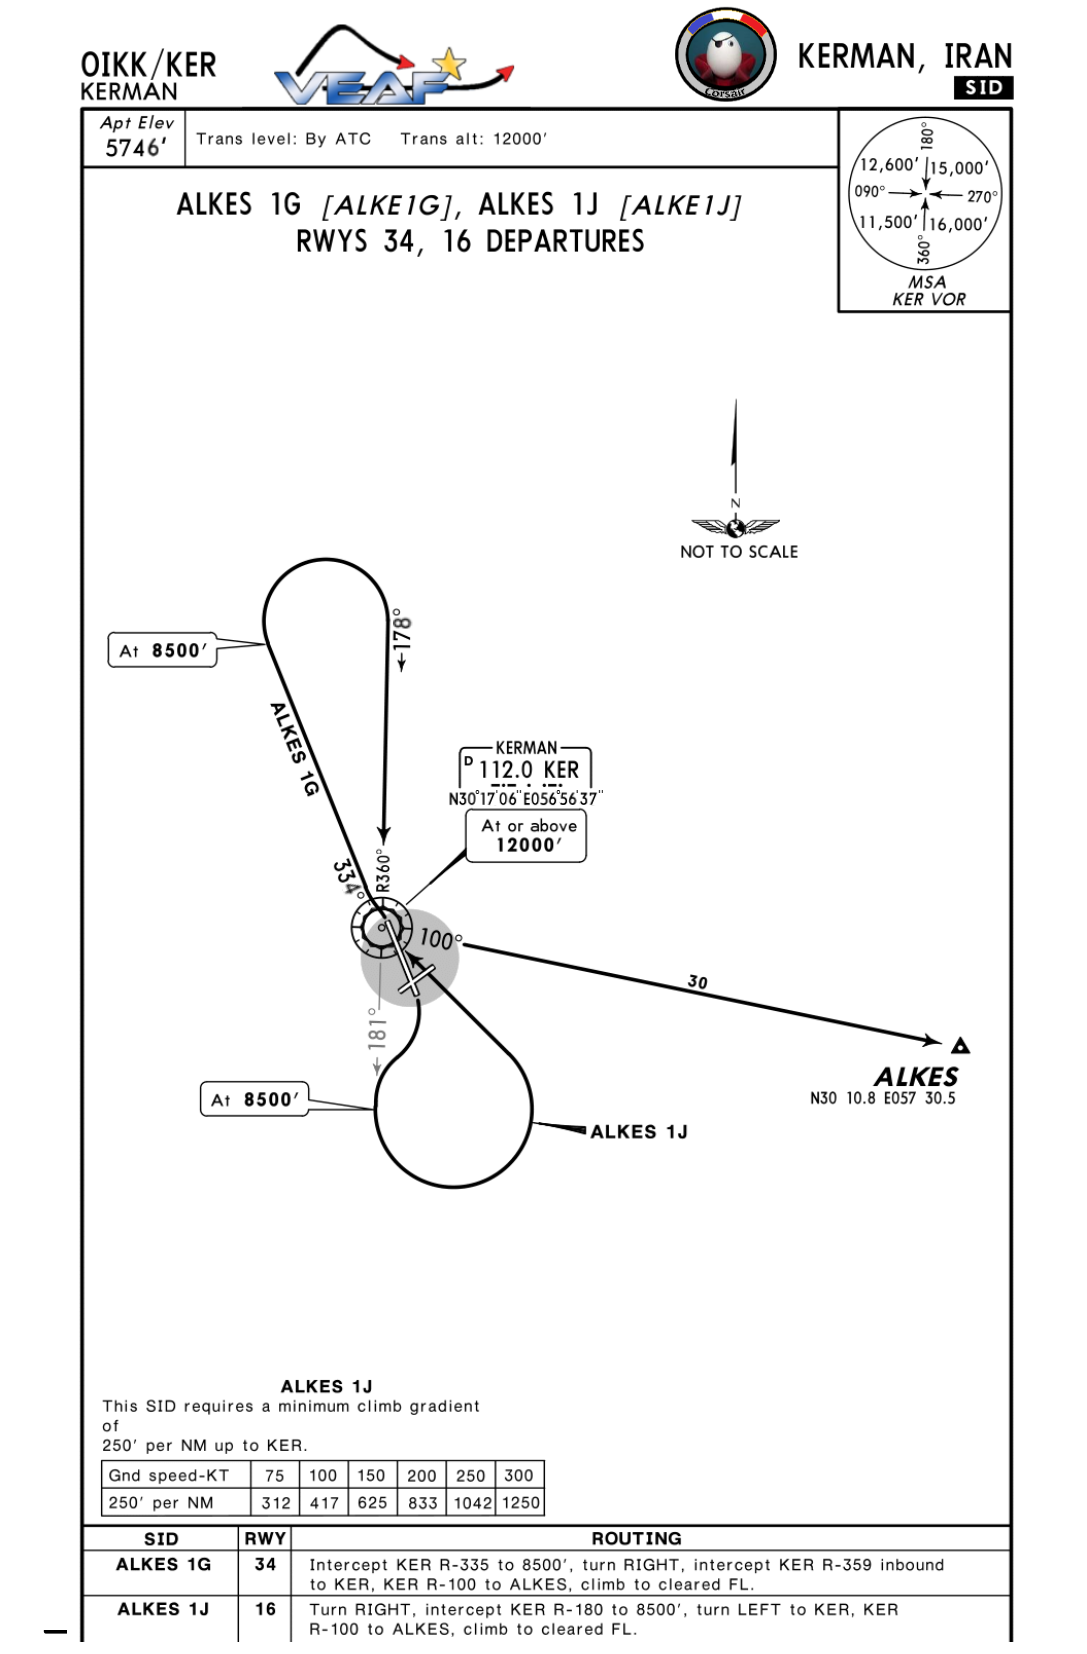 OIKK/KER
KERMAN
VEAF
Corsair
KERMAN, IRAN
SID
Apt Elev
5746'
Trans level: By ATC Trans alt: 12000'
180°
12,600' 15,000'
090° 270°
11,500' 16,000'
360°
MSA
KER VOR
ALKES 1G [ALKE1G], ALKES 1J [ALKE1J]
RWYS 34, 16 DEPARTURES
N
NOT TO SCALE
178°
At 8500'
ALKES 1G
KERMAN
D 112.0 KER
N30°17'06" E056°56'37"
At or above
12000'
334°
R360°
100°
30
181°
ALKES
N30 10.8 E057 30.5
At 8500'
ALKES 1J
ALKES 1J
This SID requires a minimum climb gradient
of
250' per NM up to KER.
Gnd speed-KT 75 100 150 200 250 300
250' per NM 312 417 625 833 1042 1250
SID RWY ROUTING
ALKES 1G 34 Intercept KER R-335 to 8500', turn RIGHT, intercept KER R-359 inbound
to KER, KER R-100 to ALKES, climb to cleared FL.
ALKES 1J 16 Turn RIGHT, intercept KER R-180 to 8500', turn LEFT to KER, KER
R-100 to ALKES, climb to cleared FL.